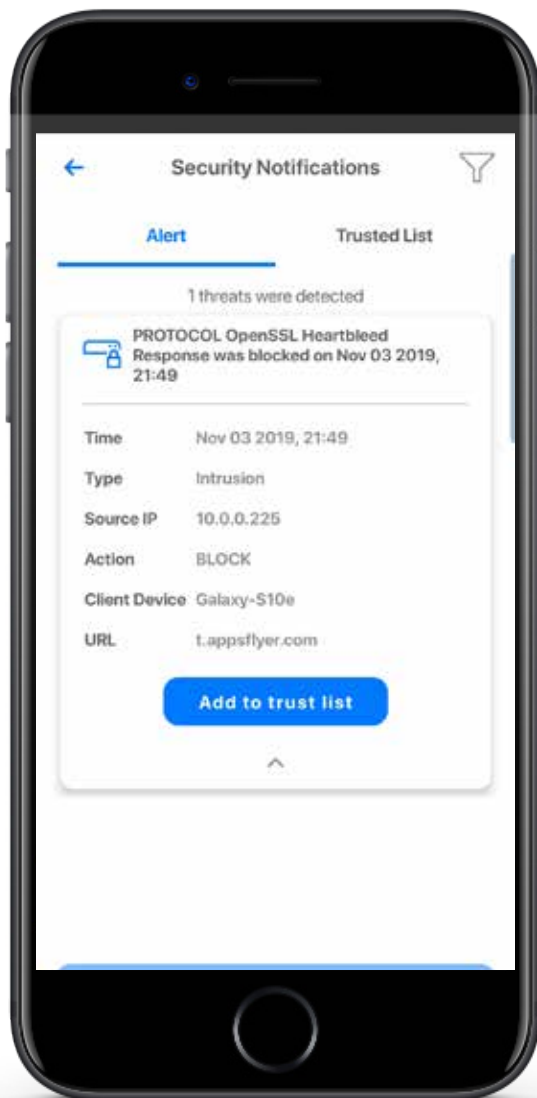 Security Notifications
Alert Trusted List
1 threats were detected
PROTOCOL OpenSSL Heartbleed
Response was blocked on Nov 03 2019,
21:49
Time Nov 03 2019, 21:49
Type Intrusion
Source IP 10.0.0.225
Action BLOCK
Client Device Galaxy-S10e
URL t.appsflyer.com
Add to trust list